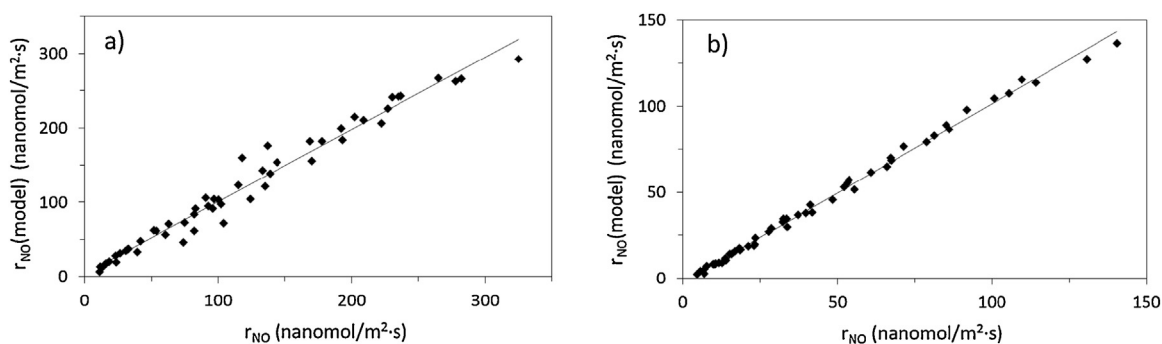 a)
r_NO(model) (nanomol/m²·s)
300
200
100
0
0 100 200 300
r_NO (nanomol/m²·s)
b)
r_NO(model) (nanomol/m²·s)
150
100
50
0
0 50 100 150
r_NO (nanomol/m²·s)